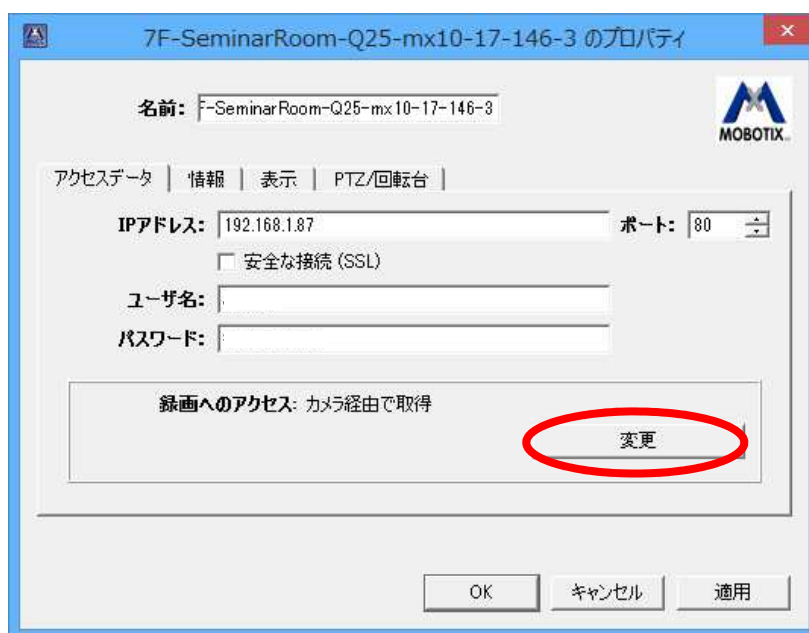 7F-SeminarRoom-Q25-mx10-17-146-3 のプロパティ
名前: F-SeminarRoom-Q25-mx10-17-146-3
MOBOTIX
アクセスデータ 情報 表示 PTZ/回転台
IPアドレス: 192.168.1.87 ポート: 80
安全な接続 (SSL)
ユーザ名:
パスワード:
録画へのアクセス: カメラ経由で取得
変更
OK キャンセル 適用